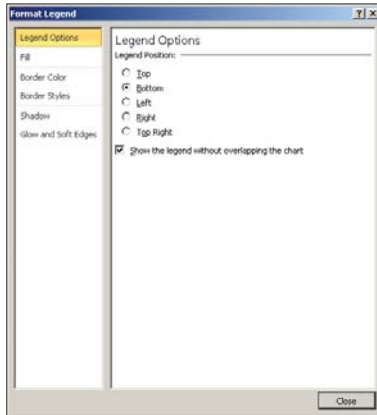 Format Legend
Legend Options
Fill
Border Color
Border Styles
Shadow
Glow and Soft Edges
Legend Options
Legend Position:
Top
Bottom
Left
Right
Top Right
Show the legend without overlapping the chart
Close